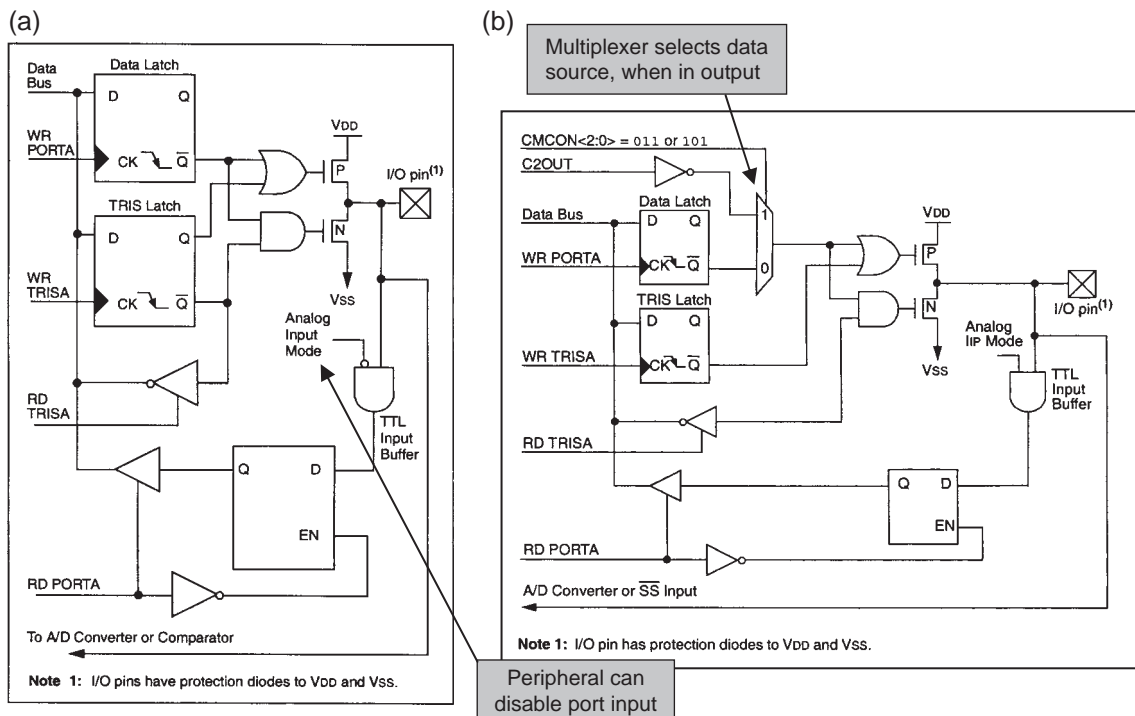 (a)
Data Latch
Data
Bus
D
Q
WR
PORTA
CK
Q̅
VDD
P
I/O pin(1)
TRIS Latch
D
Q
N
WR
TRISA
CK
Q̅
VSS
Analog
Input
Mode
RD
TRISA
TTL
Input
Buffer
Q
D
EN
RD PORTA
To A/D Converter or Comparator
Note 1: I/O pins have protection diodes to VDD and VSS.
(b)
Multiplexer selects data
source, when in output
CMCON<2:0> = 011 or 101
C2OUT
1
Data Bus
Data Latch
D
Q
WR PORTA
CK
Q̅
0
VDD
P
TRIS Latch
D
Q
N
I/O pin(1)
WR TRISA
CK
Q̅
VSS
Analog
IIP Mode
TTL
Input
Buffer
RD TRISA
Q
D
EN
RD PORTA
A/D Converter or S̅S̅ Input
Note 1: I/O pin has protection diodes to VDD and VSS.
Peripheral can
disable port input